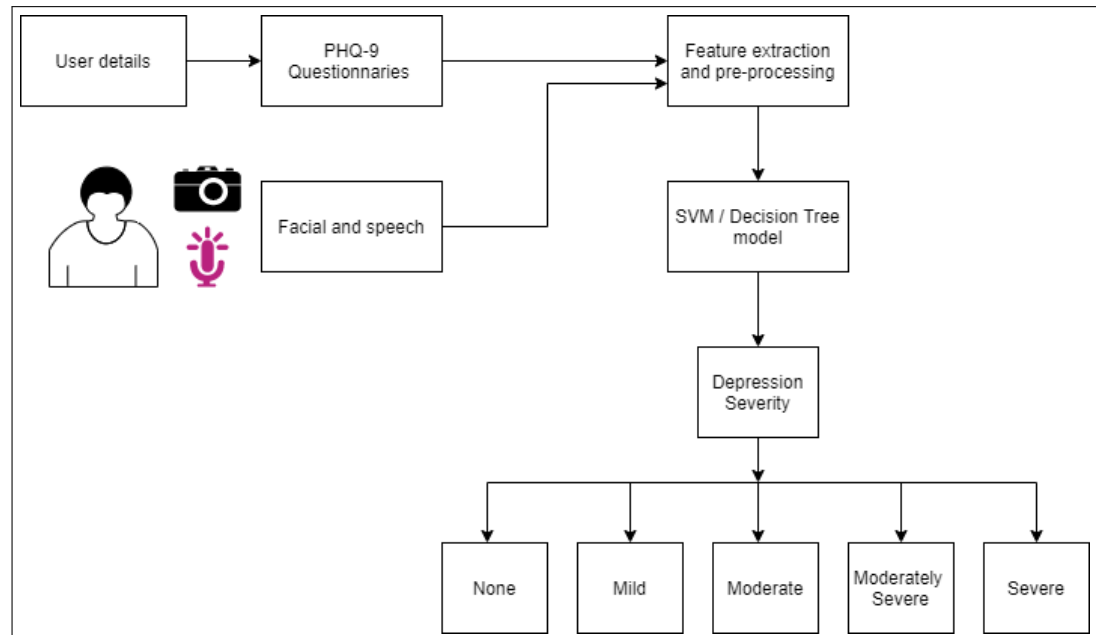 User details
PHQ-9
Questionnaries
Feature extraction
and pre-processing
Facial and speech
SVM / Decision Tree
model
Depression
Severity
None
Mild
Moderate
Moderately
Severe
Severe